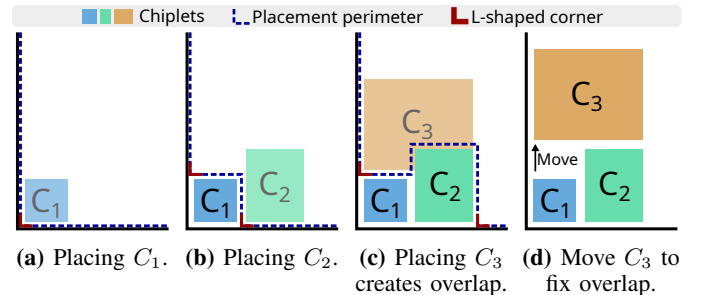 Chiplets Placement perimeter L-shaped corner
C₁
C₁ C₂
C₃
C₁ C₂
C₃
Move
C₁ C₂
(a) Placing C₁. (b) Placing C₂. (c) Placing C₃ creates overlap. (d) Move C₃ to fix overlap.